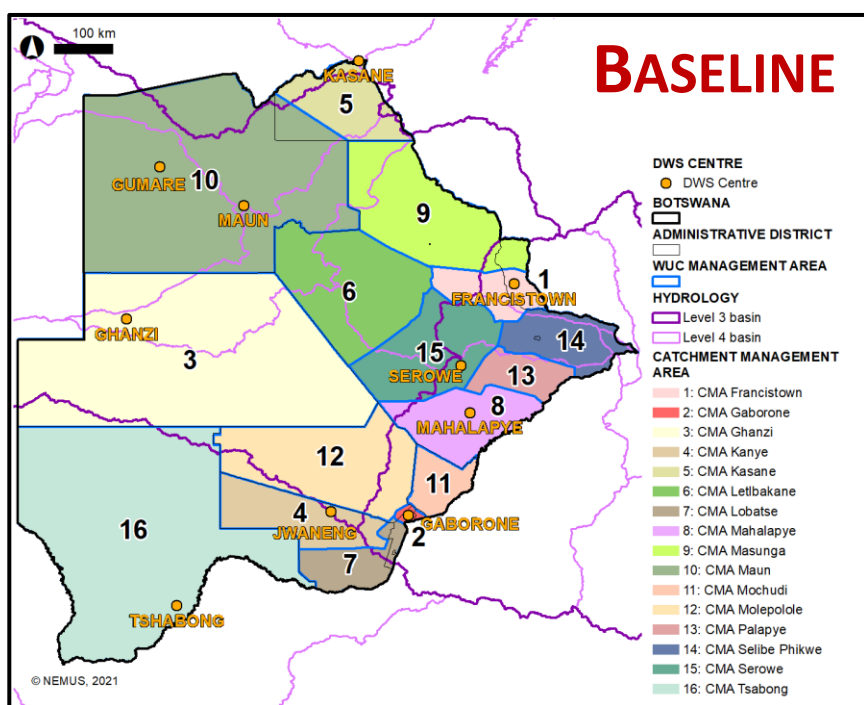 100 km
BASELINE
KASANE
5
GUMARE
10
MAUN
9
6
1
FRANCISTOWN
GHANZI
3
15
14
SEROWE
13
8
MAHALAPYE
12
11
4
JWANENG
GABORONE
2
16
7
TSHABONG
© NEMUS, 2021
DWS CENTRE
DWS Centre
BOTSWANA
ADMINISTRATIVE DISTRICT
WUC MANAGEMENT AREA
HYDROLOGY
Level 3 basin
Level 4 basin
CATCHMENT MANAGEMENT
AREA
1: CMA Francistown
2: CMA Gaborone
3: CMA Ghanzi
4: CMA Kanye
5: CMA Kasane
6: CMA Letlbakane
7: CMA Lobatse
8: CMA Mahalapye
9: CMA Masunga
10: CMA Maun
11: CMA Mochudi
12: CMA Molepolole
13: CMA Palapye
14: CMA Selibe Phikwe
15: CMA Serowe
16: CMA Tsabong